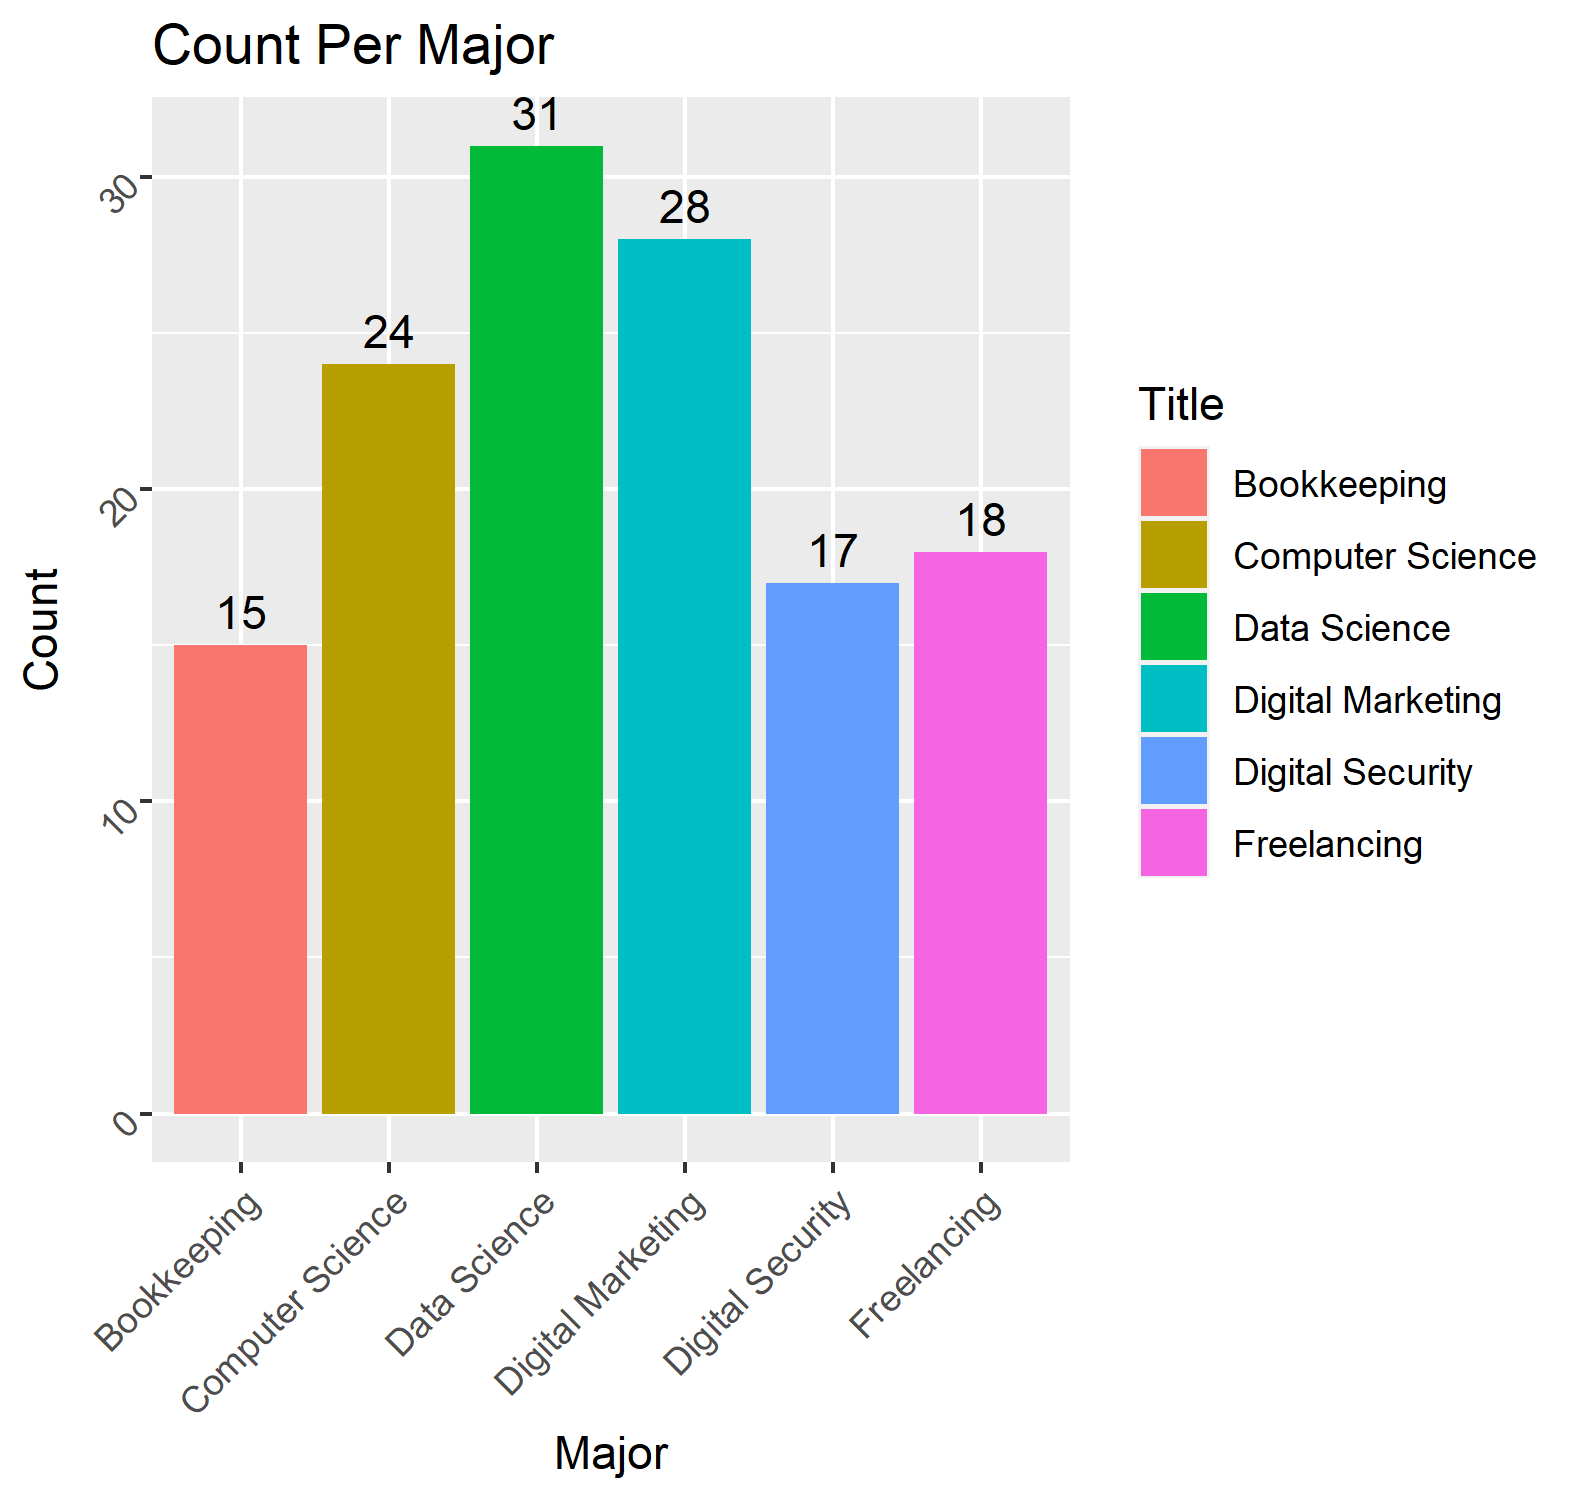 Count Per Major
31
28
24
18
17
15
30
20
10
0
Count
Bookkeeping
Computer Science
Data Science
Digital Marketing
Digital Security
Freelancing
Major
Title
Bookkeeping
Computer Science
Data Science
Digital Marketing
Digital Security
Freelancing